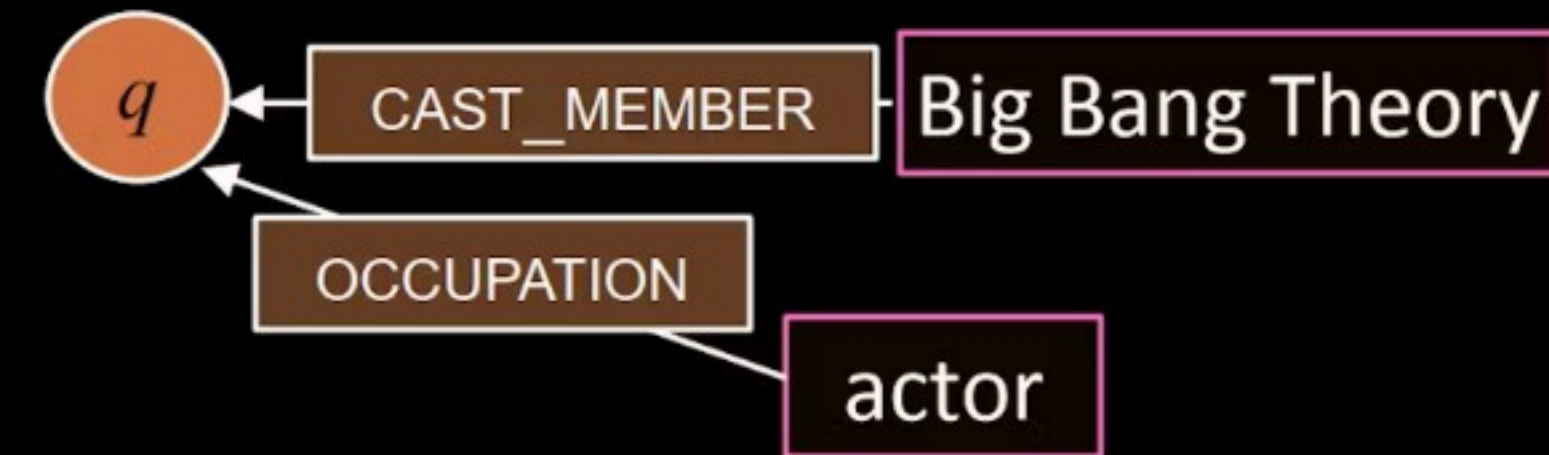 q
CAST_MEMBER
Big Bang Theory
OCCUPATION
actor